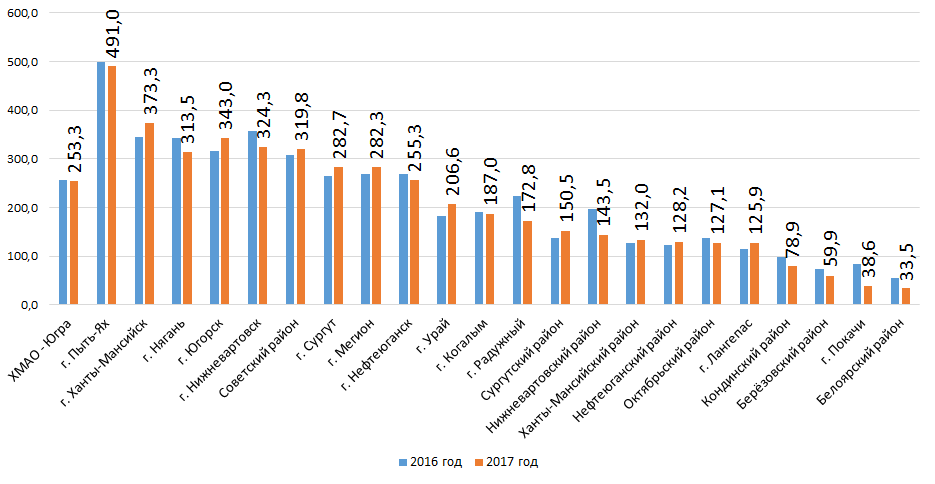 600,0
500,0
400,0
300,0
200,0
100,0
0,0
253,3
491,0
373,3
313,5
343,0
324,3
319,8
282,7
282,3
255,3
206,6
187,0
172,8
150,5
143,5
132,0
128,2
127,1
125,9
78,9
59,9
38,6
33,5
ХМАО - Югра
г. Пыть-Ях
г. Ханты-Мансийск
г. Нягань
г. Югорск
г. Нижневартовск
Советский район
г. Сургут
г. Мегион
г. Нефтеюганск
г. Урай
г. Когалым
г. Радужный
Сургутский район
Нижневартовский район
Ханты-Мансийский район
Нефтеюганский район
Октябрьский район
г. Лангепас
Кондинский район
Берёзовский район
г. Покачи
Белоярский район
2016 год
2017 год